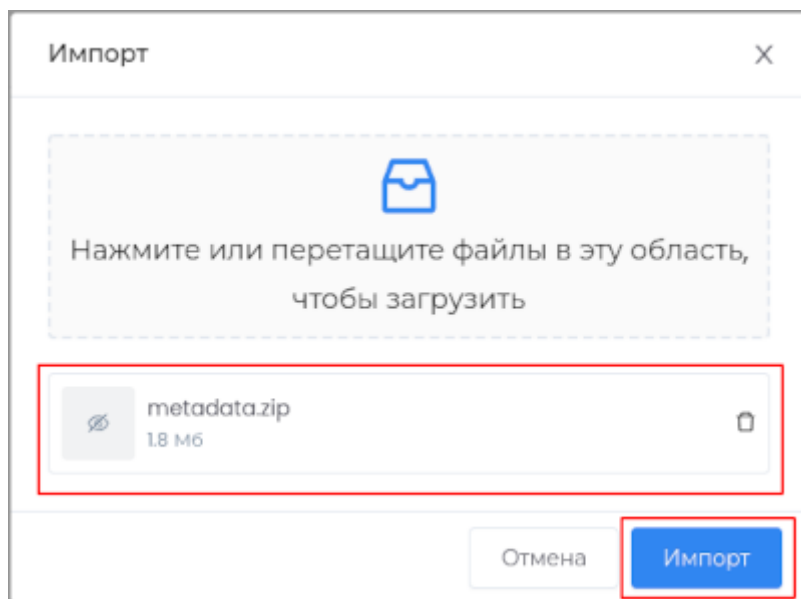 Импорт
Нажмите или перетащите файлы в эту область,
чтобы загрузить
metadata.zip
1.8 Мб
Отмена
Импорт